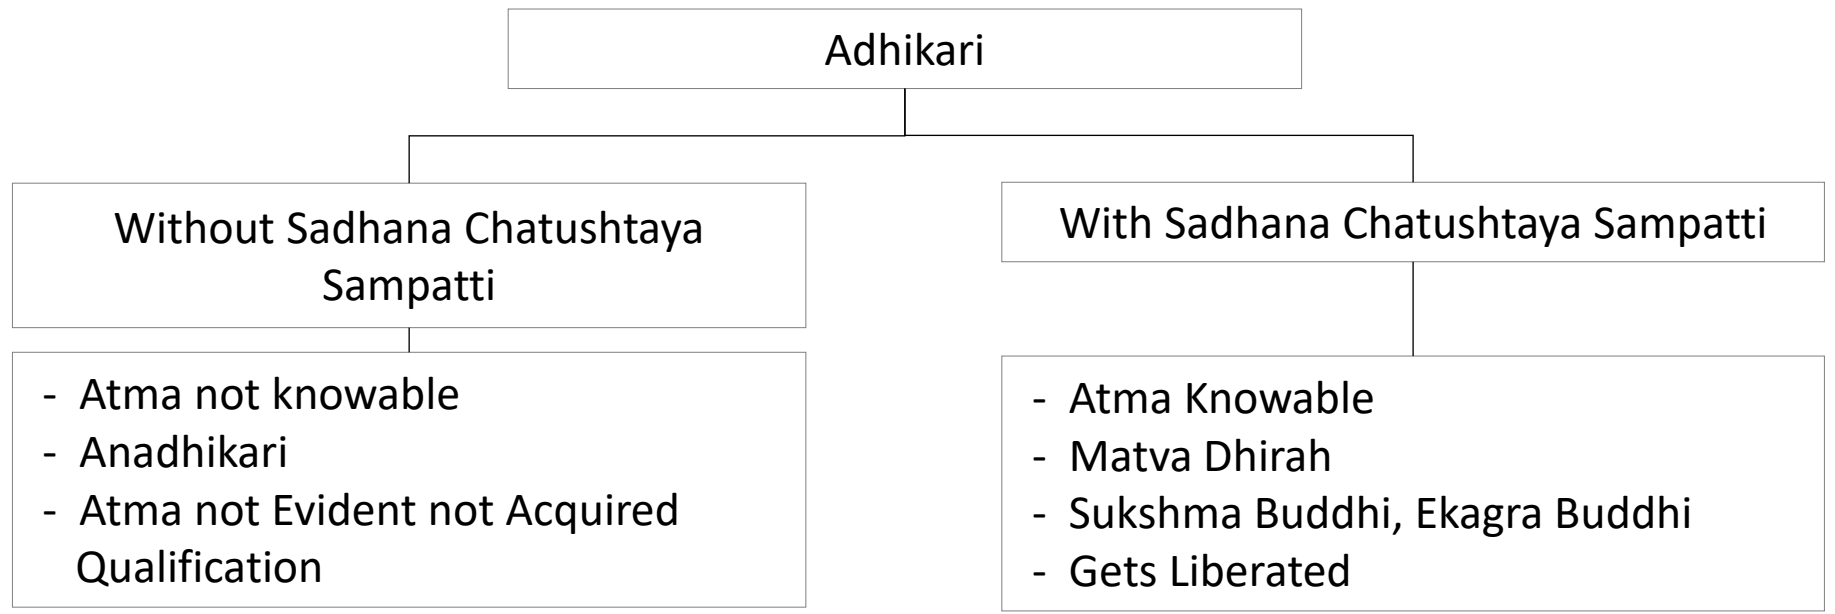 Adhikari
Without Sadhana Chatushtaya
Sampatti
- Atma not knowable
- Anadhikari
- Atma not Evident not Acquired
Qualification
With Sadhana Chatushtaya Sampatti
- Atma Knowable
- Matva Dhirah
- Sukshma Buddhi, Ekagra Buddhi
- Gets Liberated